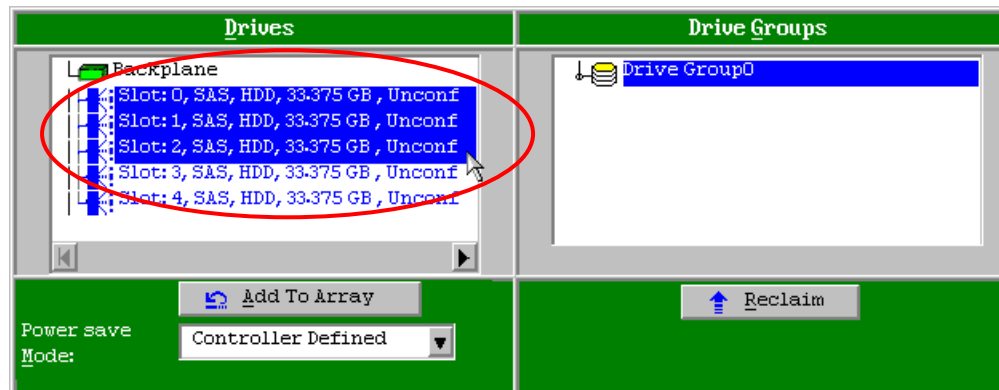 Drives
Backplane
Slot: 0, SAS, HDD, 33.375 GB , Unconf
Slot: 1, SAS, HDD, 33.375 GB , Unconf
Slot: 2, SAS, HDD, 33.375 GB , Unconf
Slot: 3, SAS, HDD, 33.375 GB , Unconf
Slot: 4, SAS, HDD, 33.375 GB , Unconf
Add To Array
Power save
Mode:
Controller Defined
Drive Groups
Drive Group0
Reclaim